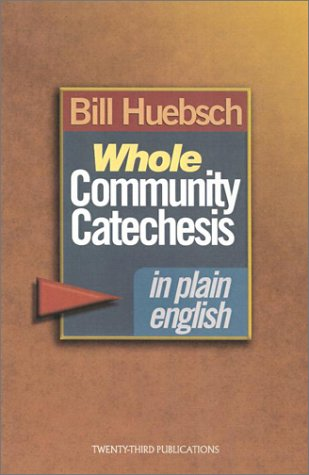 Bill Huebsch
Whole
Community
Catechesis
in plain
english
TWENTY-THIRD PUBLICATIONS